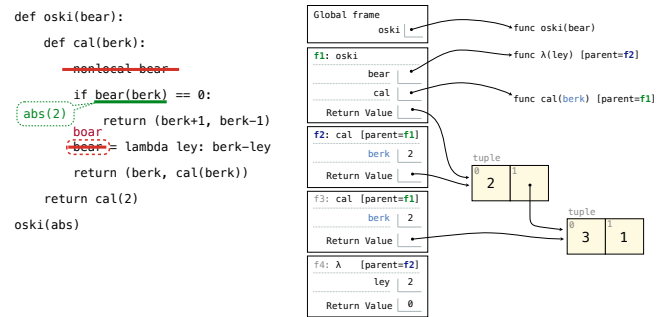 def oski(bear):
def cal(berk):
nonlocal bear
if bear(berk) == 0:
abs(2)
return (berk+1, berk-1)
boar
bear = lambda ley: berk-ley
return (berk, cal(berk))
return cal(2)
oski(abs)
Global frame
oski
func oski(bear)
f1: oski
bear
func λ(ley) [parent=f2]
cal
func cal(berk) [parent=f1]
Return Value
f2: cal [parent=f1]
berk 2
Return Value
tuple
0 1
2
f3: cal [parent=f1]
berk 2
Return Value
tuple
0 1
3 1
f4: λ [parent=f2]
ley 2
Return Value 0